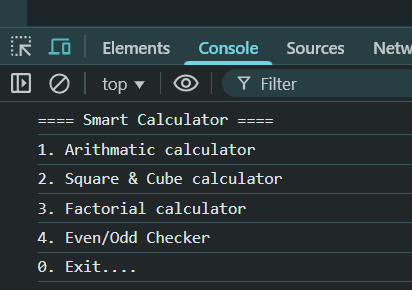 Elements Console Sources Netw
top Filter
==== Smart Calculator ====
1. Arithmatic calculator
2. Square & Cube calculator
3. Factorial calculator
4. Even/Odd Checker
0. Exit....